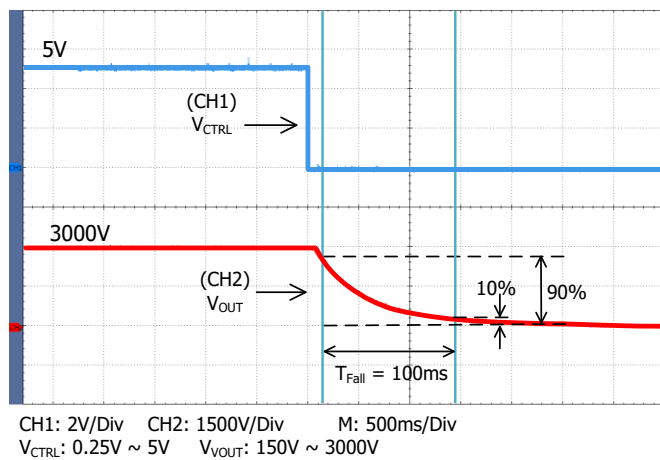 5V
(CH1)
VCTRL
3000V
(CH2)
VOUT
10%
90%
TFall = 100ms
CH1: 2V/Div CH2: 1500V/Div M: 500ms/Div
VCTRL: 0.25V ~ 5V VVOUT: 150V ~ 3000V